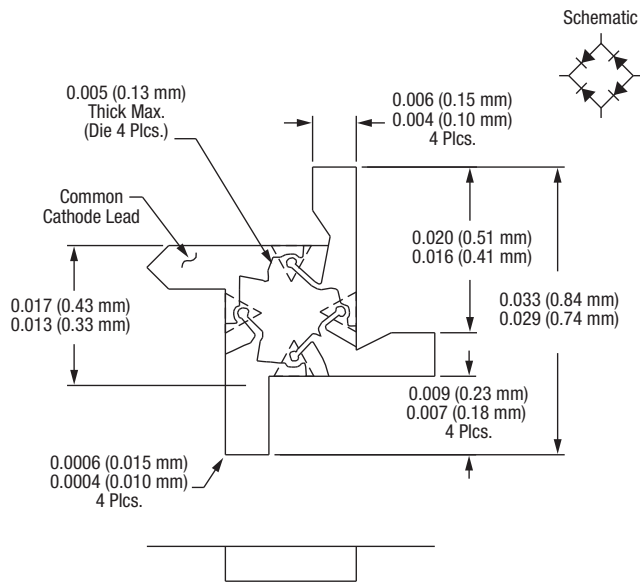 Schematic
0.005 (0.13 mm)
Thick Max.
(Die 4 Plcs.)
0.006 (0.15 mm)
0.004 (0.10 mm)
4 Plcs.
Common
Cathode Lead
0.020 (0.51 mm)
0.016 (0.41 mm)
0.017 (0.43 mm)
0.013 (0.33 mm)
0.033 (0.84 mm)
0.029 (0.74 mm)
0.009 (0.23 mm)
0.007 (0.18 mm)
4 Plcs.
0.0006 (0.015 mm)
0.0004 (0.010 mm)
4 Plcs.